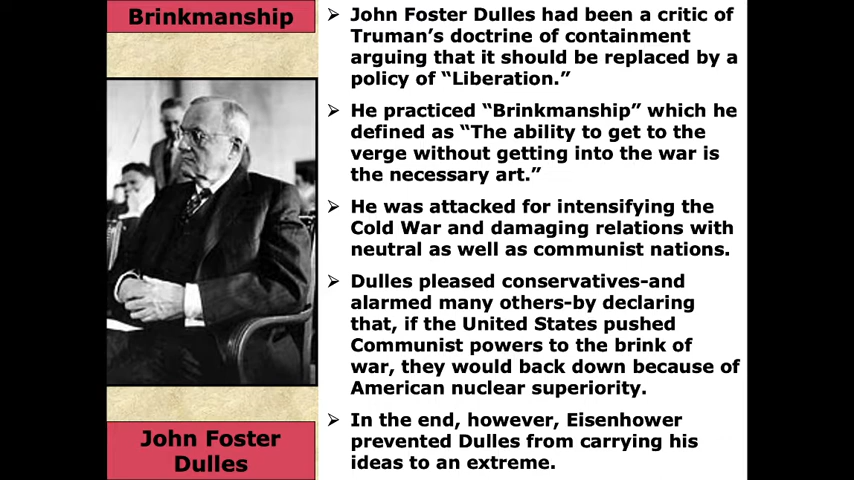 Brinkmanship
John Foster
Dulles
➢ John Foster Dulles had been a critic of
Truman’s doctrine of containment
arguing that it should be replaced by a
policy of “Liberation.”
➢ He practiced “Brinkmanship” which he
defined as “The ability to get to the
verge without getting into the war is
the necessary art.”
➢ He was attacked for intensifying the
Cold War and damaging relations with
neutral as well as communist nations.
➢ Dulles pleased conservatives-and
alarmed many others-by declaring
that, if the United States pushed
Communist powers to the brink of
war, they would back down because of
American nuclear superiority.
➢ In the end, however, Eisenhower
prevented Dulles from carrying his
ideas to an extreme.